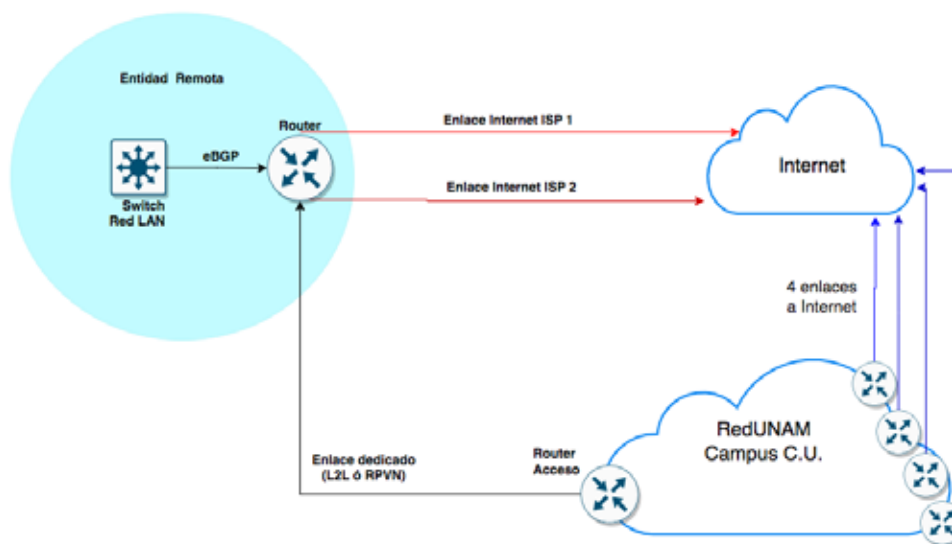 Entidad Remota
Router
eBGP
Switch
Red LAN
Enlace Internet ISP 1
Enlace Internet ISP 2
Internet
4 enlaces
a Internet
RedUNAM
Campus C.U.
Router
Acceso
Enlace dedicado
(L2L ó RPVN)